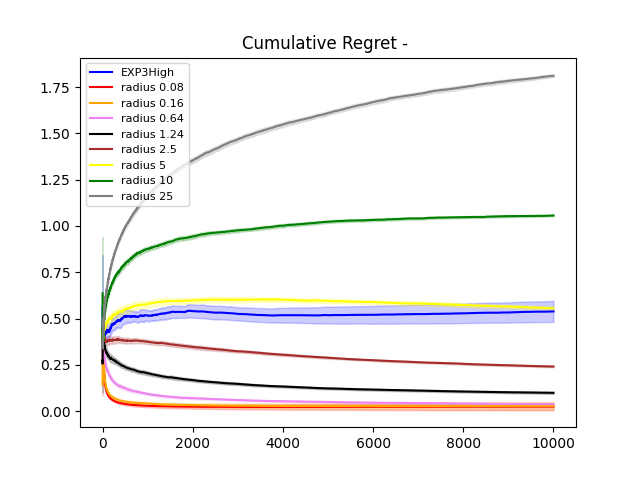 Cumulative Regret -
EXP3High
radius 0.08
radius 0.16
radius 0.64
radius 1.24
radius 2.5
radius 5
radius 10
radius 25
1.75
1.50
1.25
1.00
0.75
0.50
0.25
0.00
0 2000 4000 6000 8000 10000